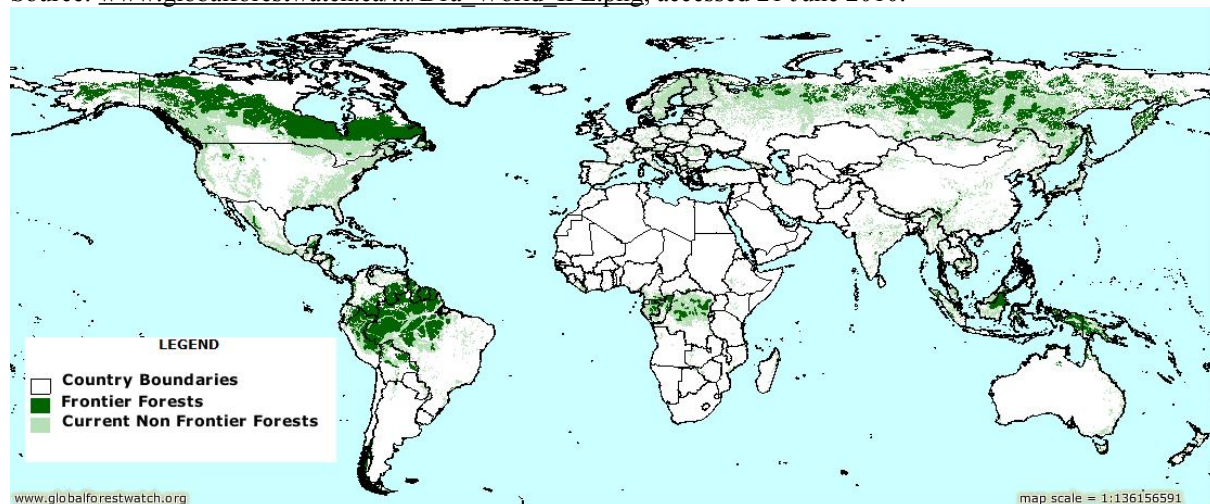 LEGEND
Country Boundaries
Frontier Forests
Current Non Frontier Forests
www.globalforestwatch.org
map scale = 1:136156591